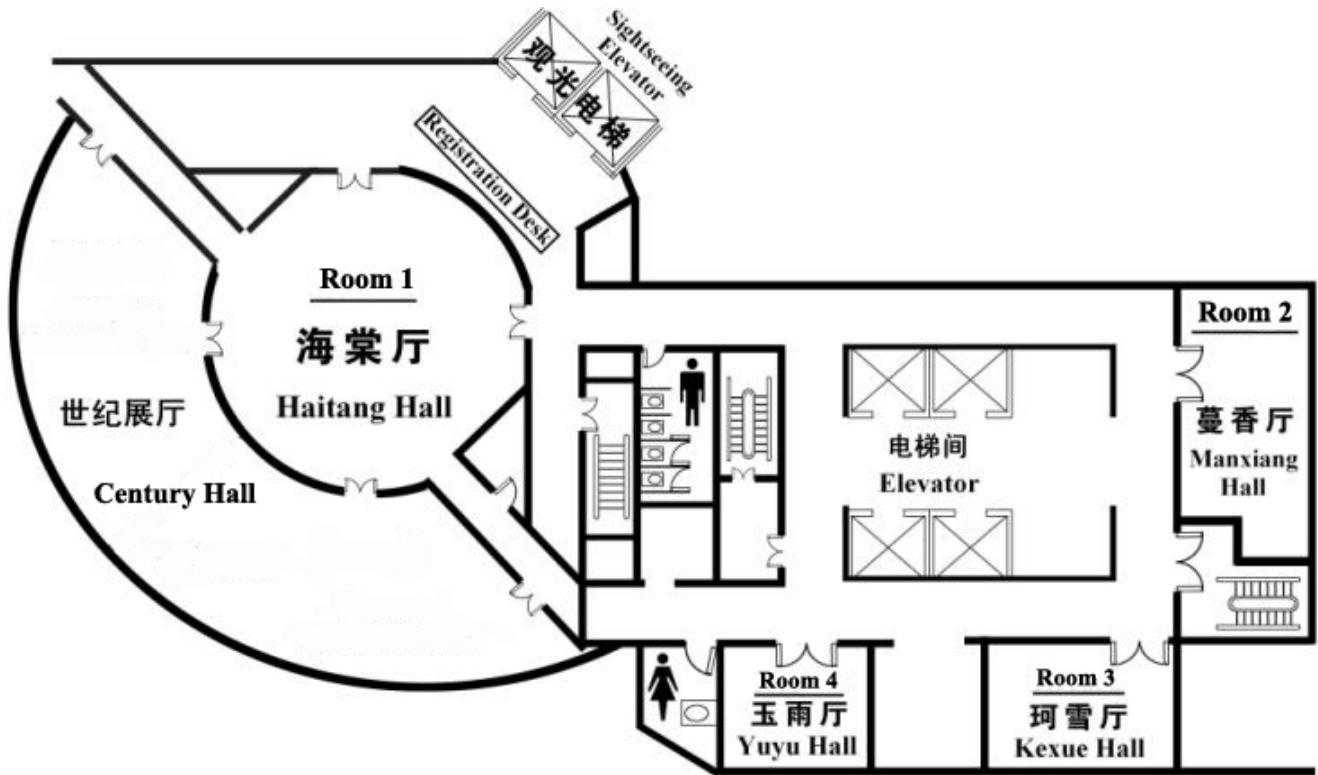 观光电梯
Sightseeing
Elevator
Registration Desk
Room 1
海棠厅
Haitang Hall
世纪展厅
Century Hall
电梯间
Elevator
Room 2
蔓香厅
Manxiang
Hall
Room 4
玉雨厅
Yuyu Hall
Room 3
珂雪厅
Kexue Hall